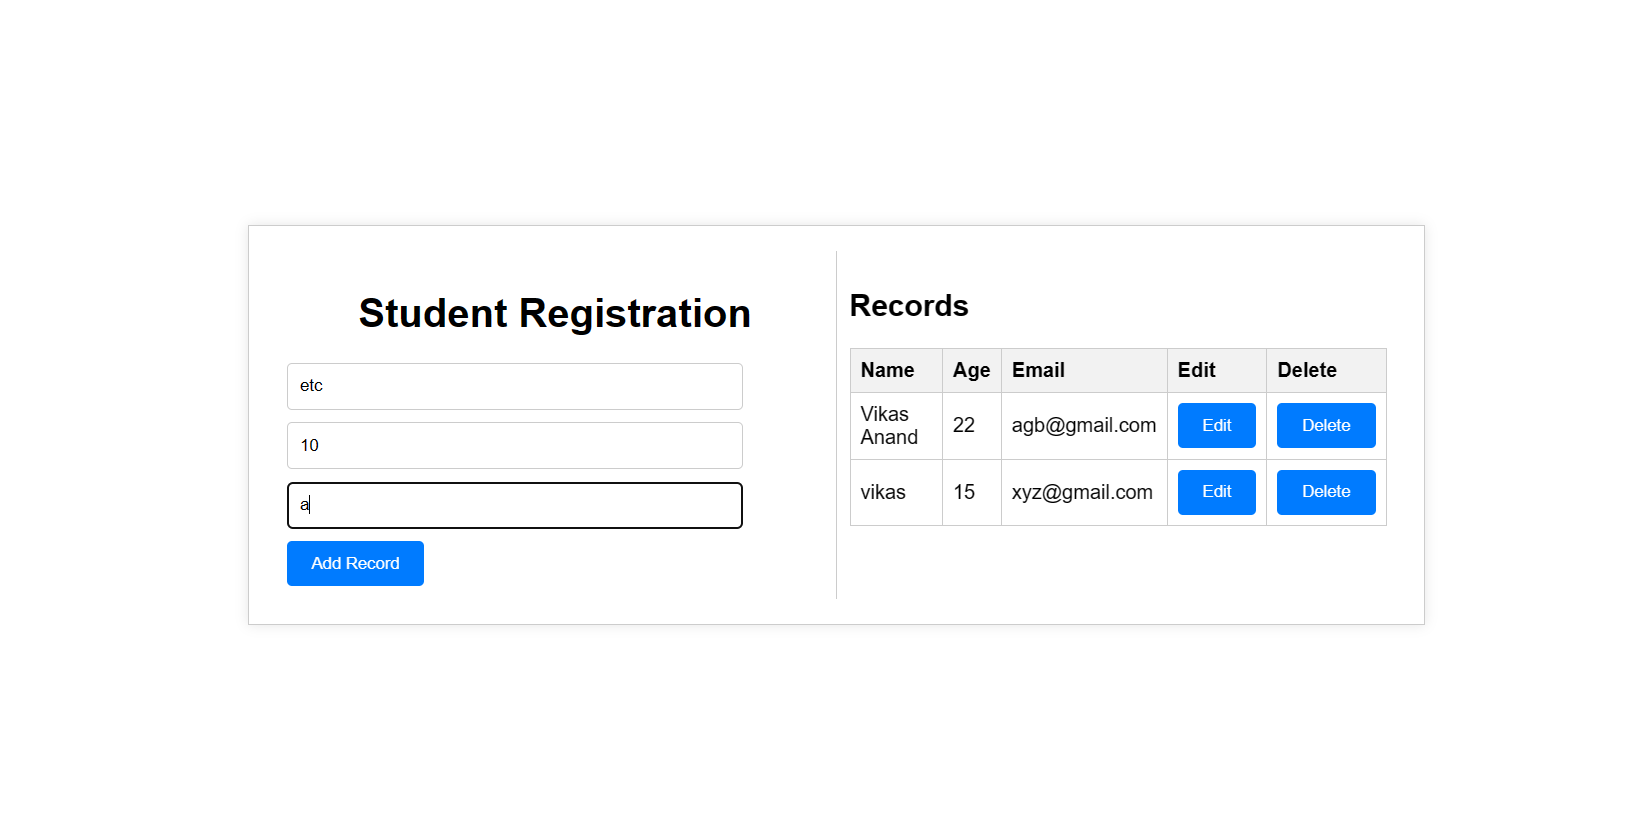 Student Registration
etc
10
a
Add Record
Records
Name Age Email Edit Delete
Vikas
Anand 22 agb@gmail.com Edit Delete
vikas 15 xyz@gmail.com Edit Delete